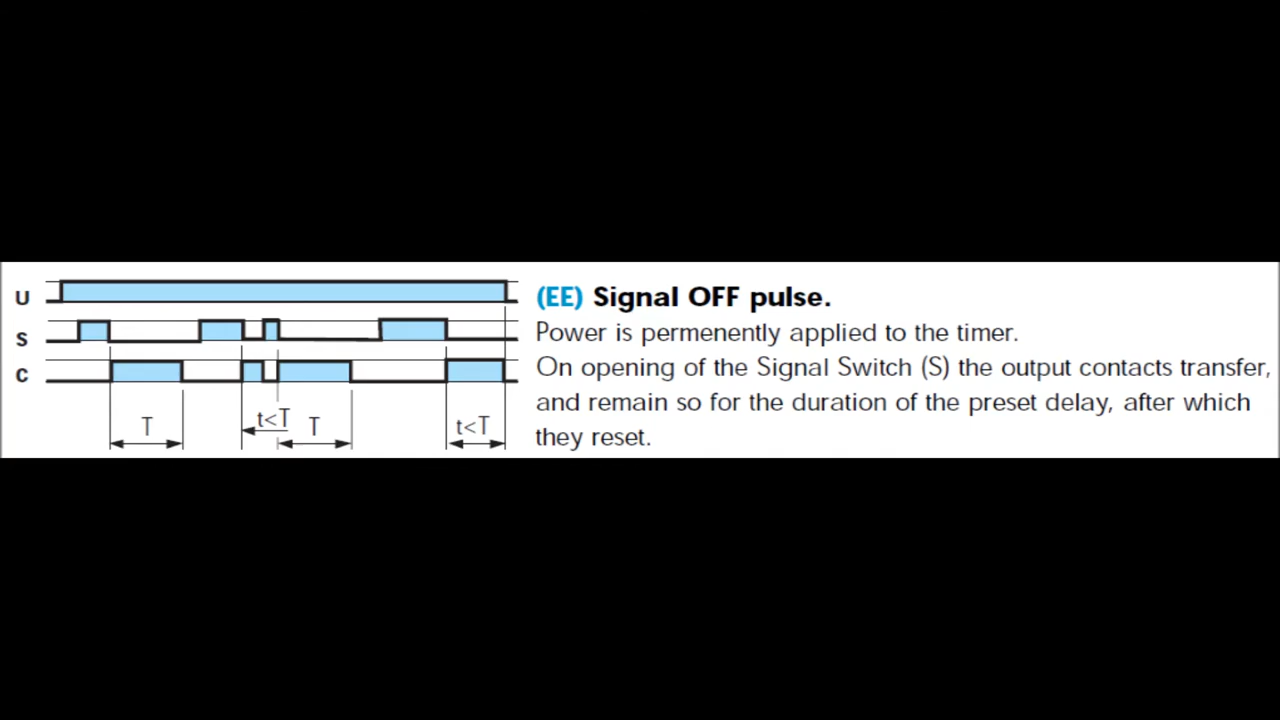 U
S
C
T
t<T
T
t<T
(EE) Signal OFF pulse.
Power is permenently applied to the timer.
On opening of the Signal Switch (S) the output contacts transfer,
and remain so for the duration of the preset delay, after which
they reset.